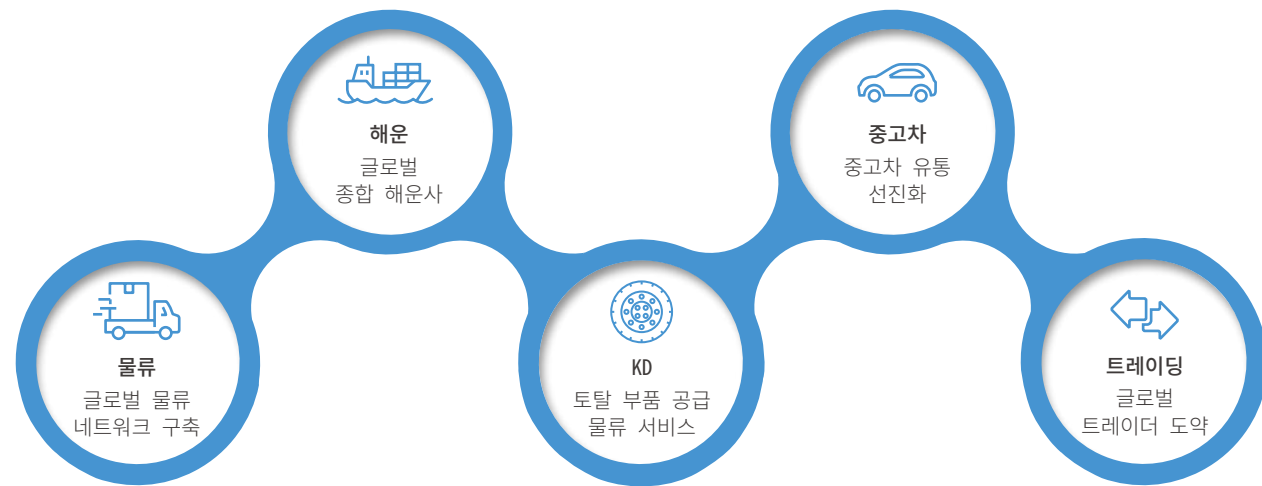 물류
글로벌 물류
네트워크 구축
해운
글로벌
종합 해운사
KD
토탈 부품 공급
물류 서비스
중고차
중고차 유통
선진화
트레이딩
글로벌
트레이더 도약